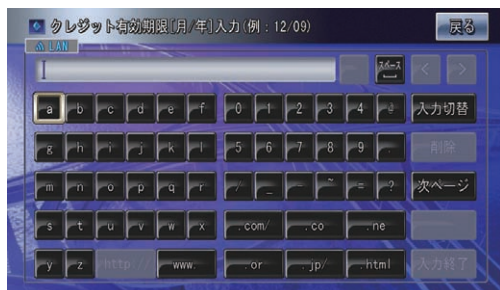 クレジット有効期限[月/年]入力(例：12/09) 戻る
LAN
スペース < >
a b c d e f 0 1 2 3 4 & 入力切替
g h i j k l 5 6 7 8 9 . 削除
m n o p q r / _ - ~ = ? 次ページ
s t u v w x .com/ .co .ne
y z http:// www. .or .jp/ .html 入力終了